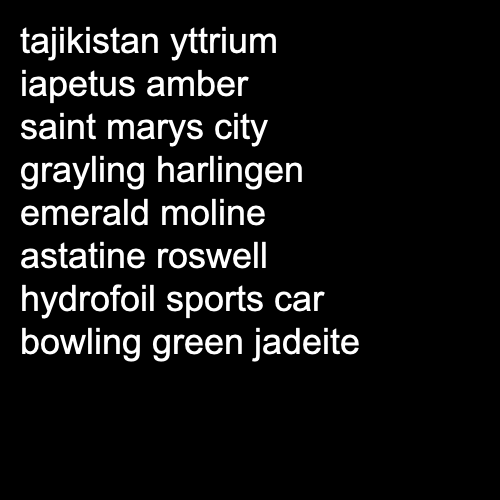 tajikistan yttrium
iapetus amber
saint marys city
grayling harlingen
emerald moline
astatine roswell
hydrofoil sports car
bowling green jadeite